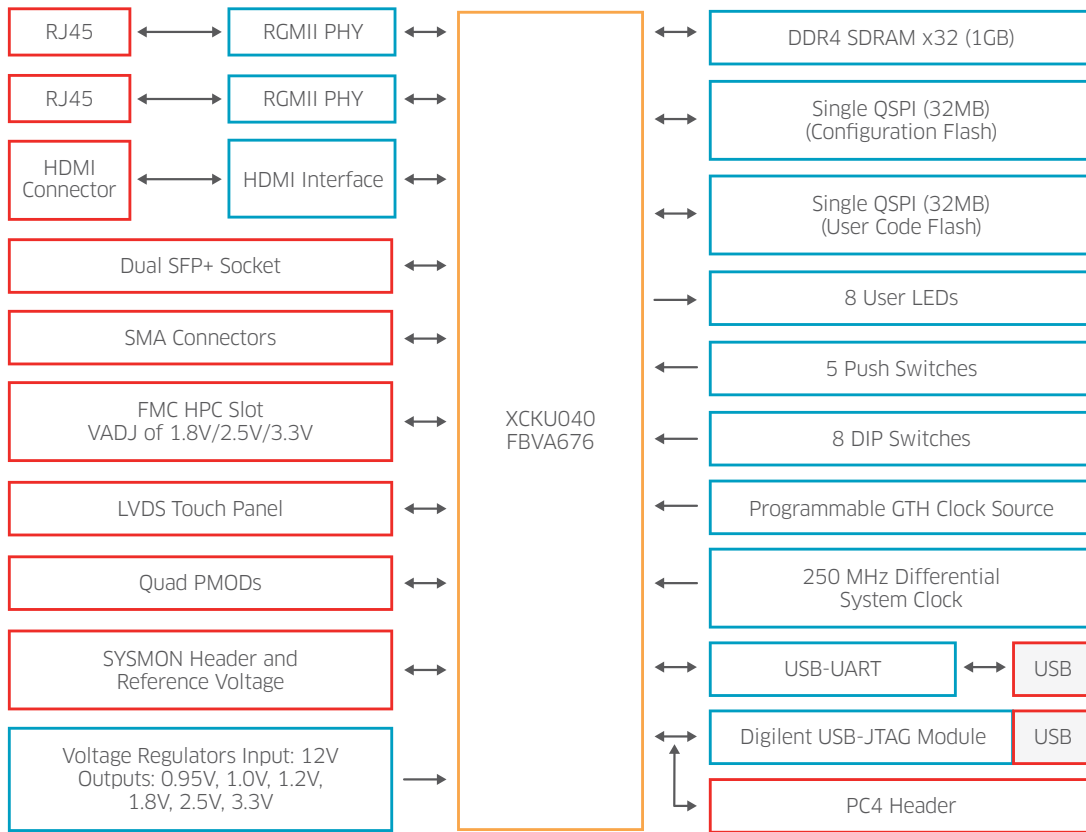 RJ45
RGMII PHY
RJ45
RGMII PHY
HDMI
Connector
HDMI Interface
Dual SFP+ Socket
SMA Connectors
FMC HPC Slot
VADJ of 1.8V/2.5V/3.3V
LVDS Touch Panel
Quad PMODs
SYSMON Header and
Reference Voltage
Voltage Regulators Input: 12V
Outputs: 0.95V, 1.0V, 1.2V,
1.8V, 2.5V, 3.3V
XCKU040
FBVA676
DDR4 SDRAM x32 (1GB)
Single QSPI (32MB)
(Configuration Flash)
Single QSPI (32MB)
(User Code Flash)
8 User LEDs
5 Push Switches
8 DIP Switches
Programmable GTH Clock Source
250 MHz Differential
System Clock
USB-UART
USB
Digilent USB-JTAG Module
USB
PC4 Header